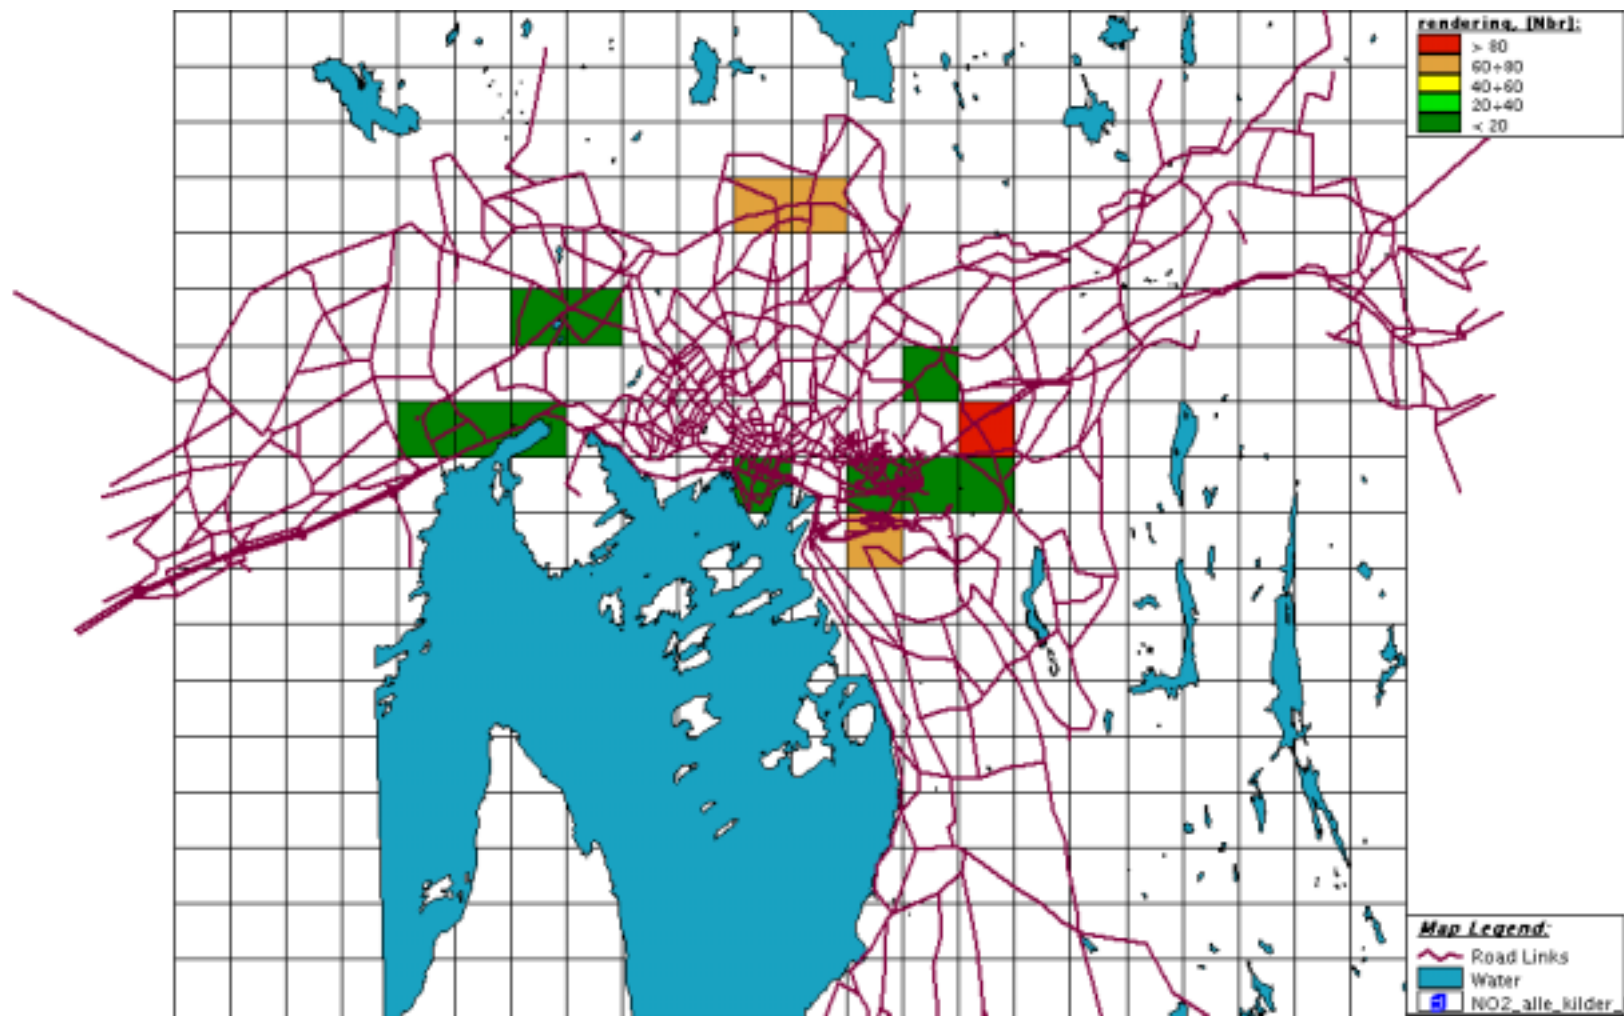 rendering, [Nbr]:
> 80
60÷80
40÷60
20÷40
< 20
Map Legend:
Road Links
Water
NO2_alle_kilder